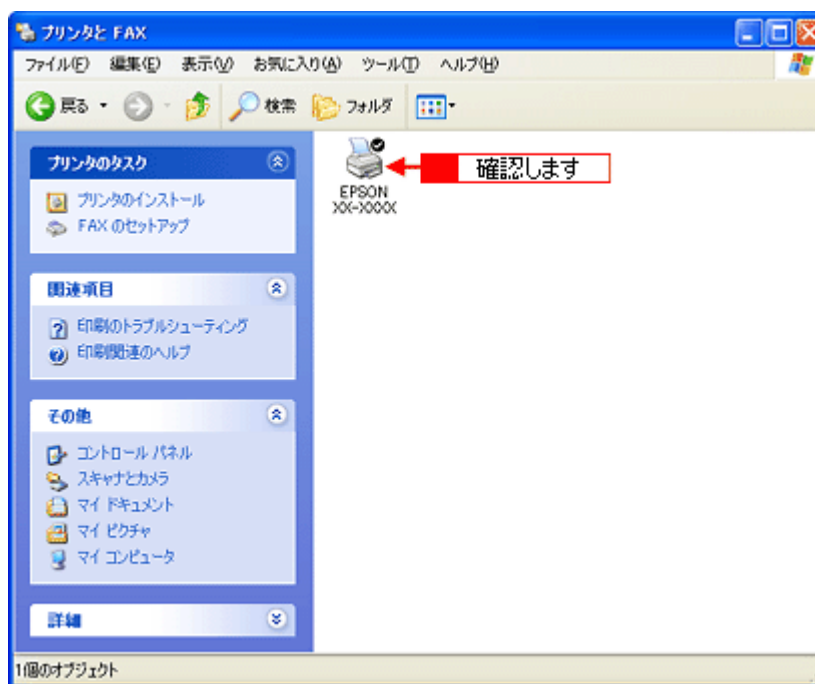 プリンタと FAX
ファイル(F) 編集(E) 表示(V) お気に入り(A) ツール(T) ヘルプ(H)
戻る 検索 フォルダ
プリンタのタスク
プリンタのインストール
FAX のセットアップ
関連項目
印刷のトラブルシューティング
印刷関連のヘルプ
その他
コントロール パネル
スキャナとカメラ
マイ ドキュメント
マイ ピクチャ
マイ コンピュータ
詳細
EPSON
XX-XXXX
確認します
1個のオブジェクト